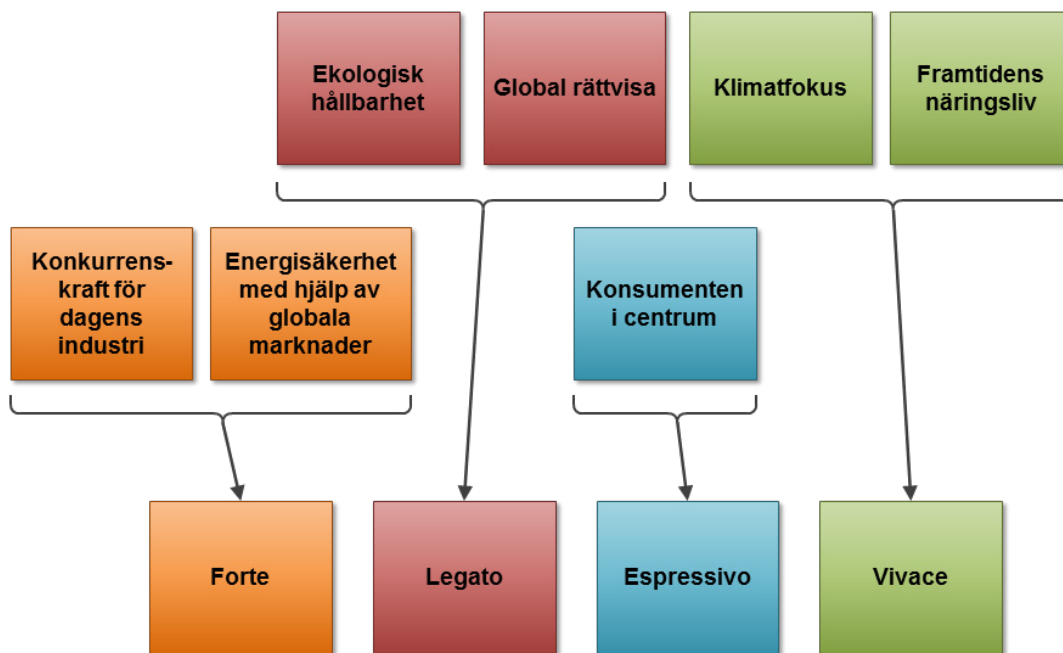 Ekologisk
hållbarhet
Global rättvisa
Klimatfokus
Framtidens
näringsliv
Konkurrens-
kraft för
dagens
industri
Energisäkerhet
med hjälp av
globala
marknader
Konsumenten
i centrum
Forte
Legato
Espressivo
Vivace